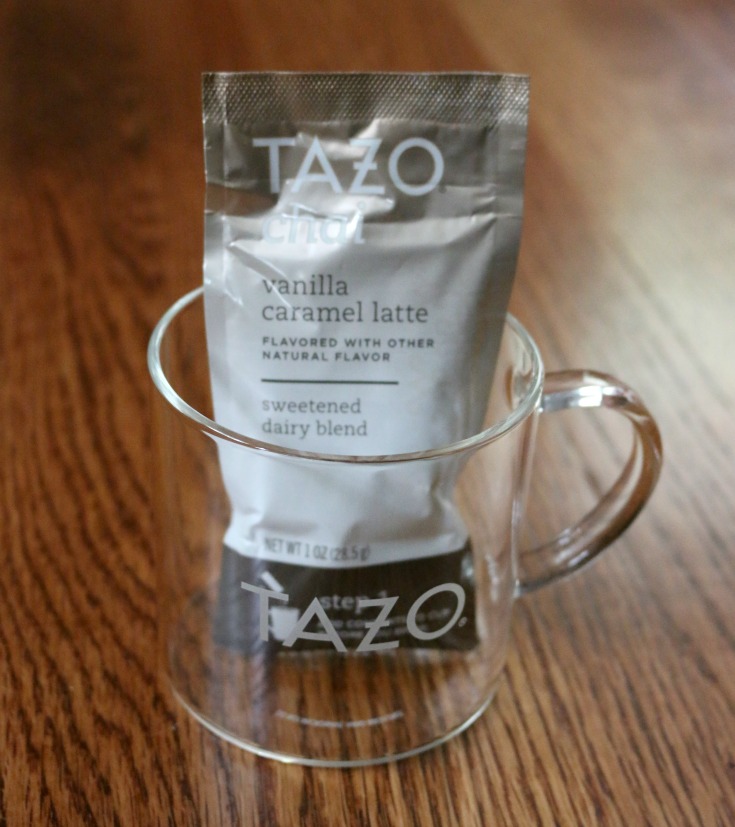 TAZO
chai
vanilla
caramel latte
FLAVORED WITH OTHER
NATURAL FLAVOR
sweetened
dairy blend
NET WT 1 OZ (28.5g)
step 1
TAZO